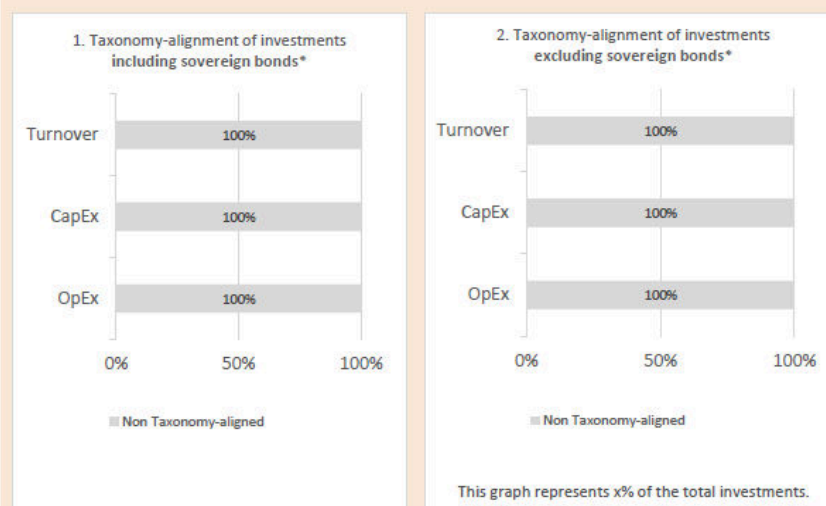 1. Taxonomy-alignment of investments
including sovereign bonds*
Turnover
100%
CapEx
100%
OpEx
100%
0%
50%
100%
Non Taxonomy-aligned
2. Taxonomy-alignment of investments
excluding sovereign bonds*
Turnover
100%
CapEx
100%
OpEx
100%
0%
50%
100%
Non Taxonomy-aligned
This graph represents x% of the total investments.